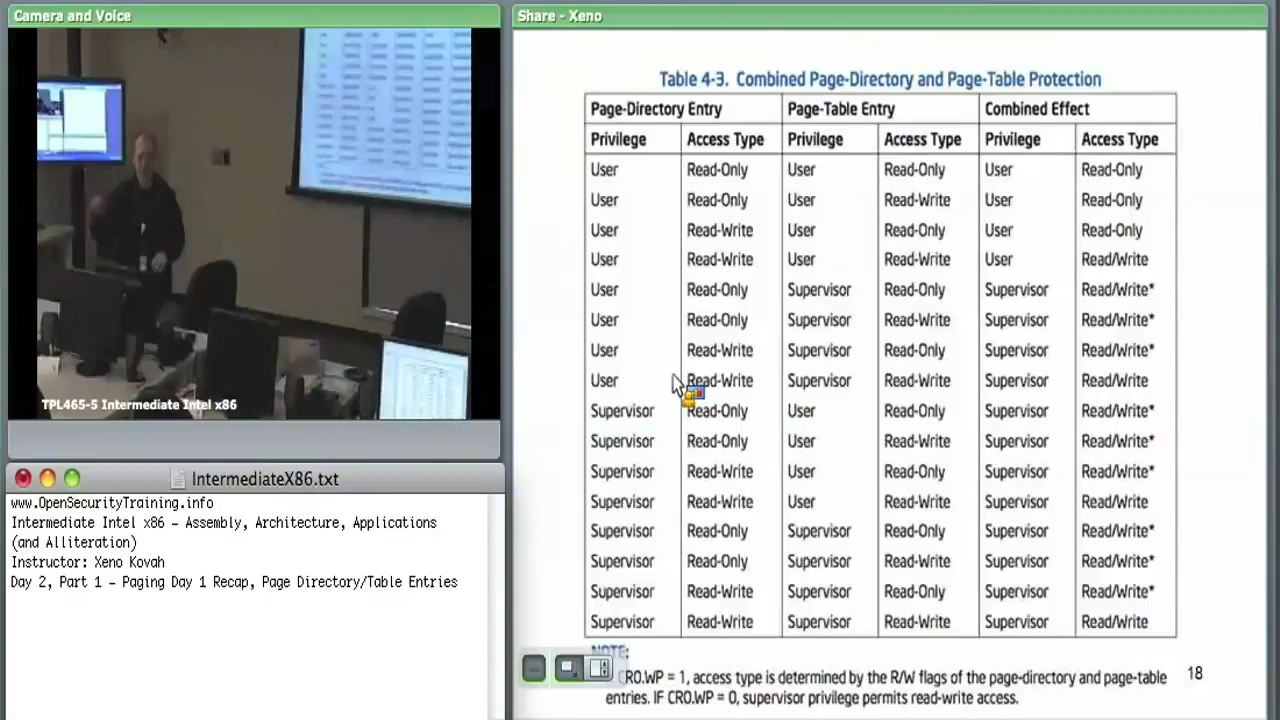 Camera and Voice
TPL465-5 Intermediate Intel x86
IntermediateX86.txt
www.OpenSecurityTraining.info
Intermediate Intel x86 – Assembly, Architecture, Applications
(and Alliteration)
Instructor: Xeno Kovah
Day 2, Part 1 – Paging Day 1 Recap, Page Directory/Table Entries
Share - Xeno
Table 4-3. Combined Page-Directory and Page-Table Protection
Page-Directory Entry Page-Table Entry Combined Effect
Privilege Access Type Privilege Access Type Privilege Access Type
User Read-Only User Read-Only User Read-Only
User Read-Only User Read-Write User Read-Only
User Read-Write User Read-Only User Read-Only
User Read-Write User Read-Write User Read/Write
User Read-Only Supervisor Read-Only Supervisor Read/Write*
User Read-Only Supervisor Read-Write Supervisor Read/Write*
User Read-Write Supervisor Read-Only Supervisor Read/Write*
User Read-Write Supervisor Read-Write Supervisor Read/Write
Supervisor Read-Only User Read-Only Supervisor Read/Write*
Supervisor Read-Only User Read-Write Supervisor Read/Write*
Supervisor Read-Write User Read-Only Supervisor Read/Write*
Supervisor Read-Write User Read-Write Supervisor Read/Write
Supervisor Read-Only Supervisor Read-Only Supervisor Read/Write*
Supervisor Read-Only Supervisor Read-Write Supervisor Read/Write*
Supervisor Read-Write Supervisor Read-Only Supervisor Read/Write*
Supervisor Read-Write Supervisor Read-Write Supervisor Read/Write
NOTE:
CR0.WP = 1, access type is determined by the R/W flags of the page-directory and page-table
entries. IF CR0.WP = 0, supervisor privilege permits read-write access.
18